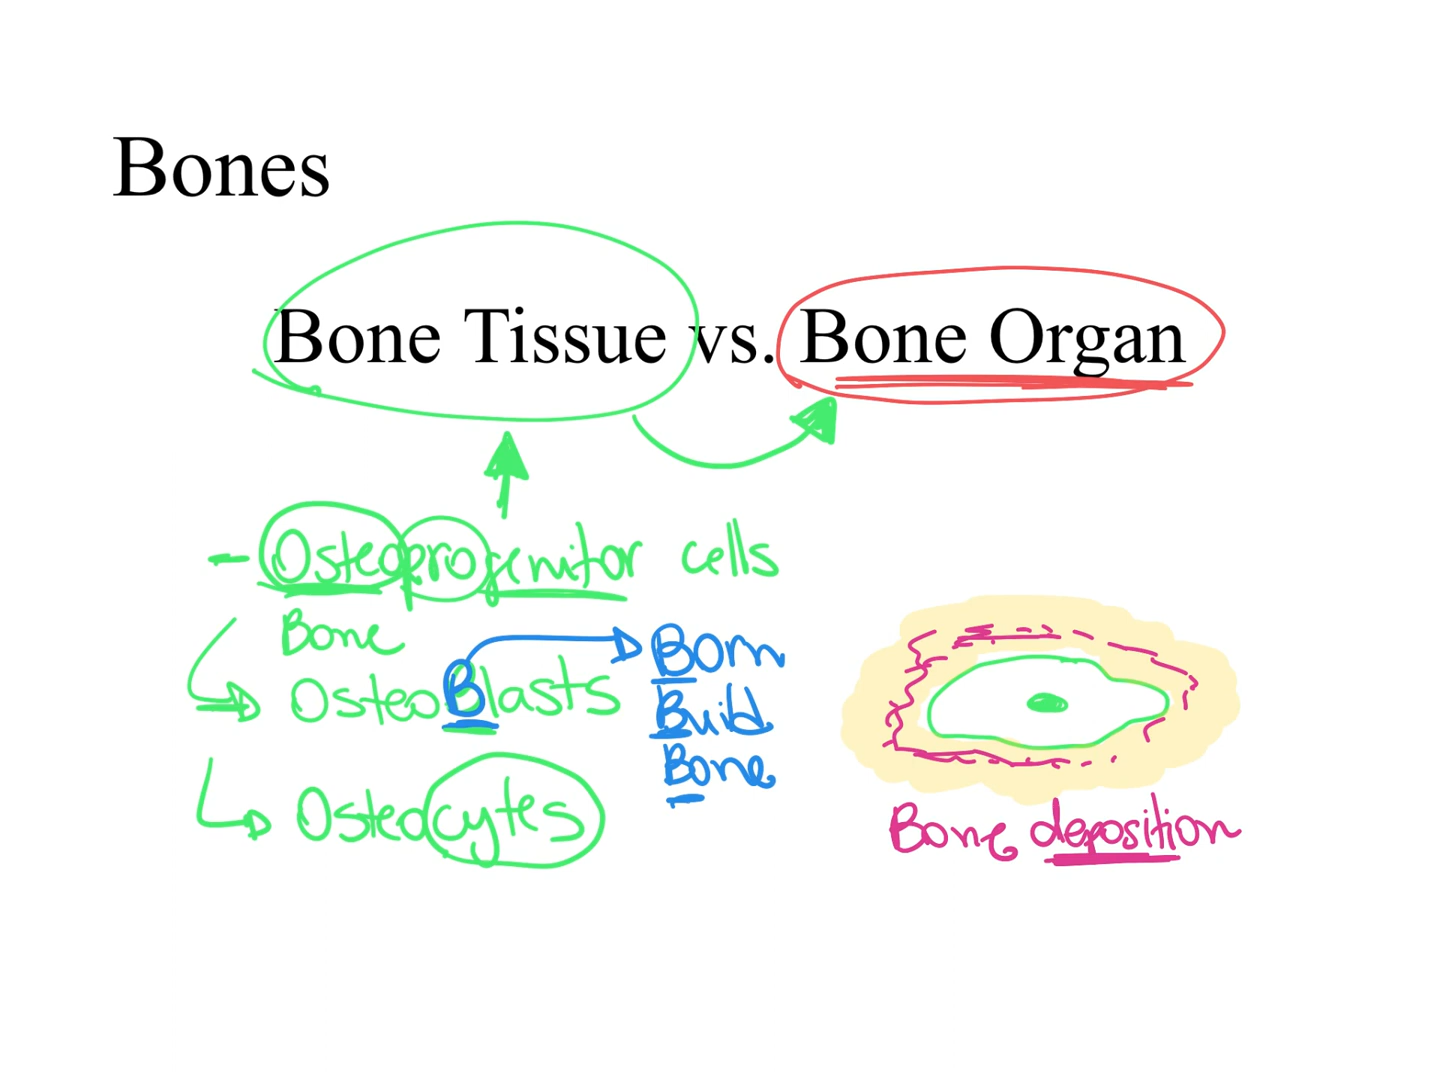 Bones
Bone Tissue vs. Bone Organ
- Osteoprogenitor cells
Bone
OsteoBlasts
Born
Build
Bone
Osteocytes
Bone deposition